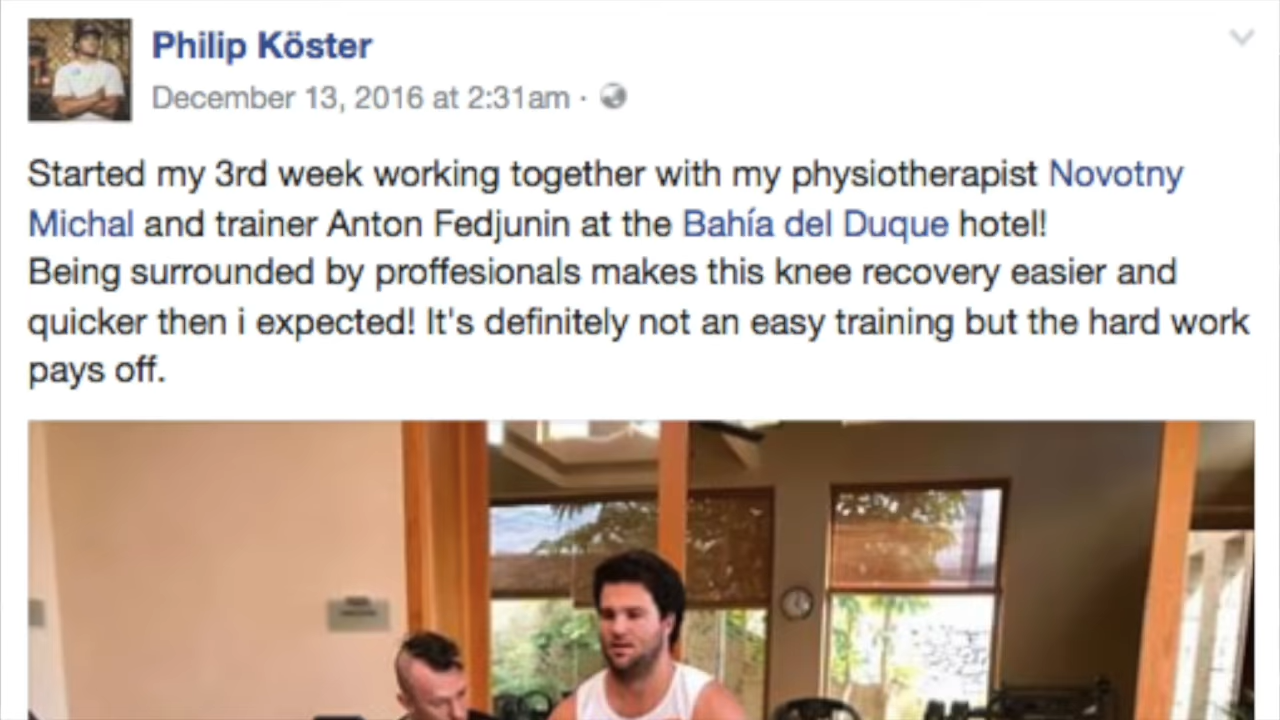 Philip Köster
December 13, 2016 at 2:31am ·
Started my 3rd week working together with my physiotherapist Novotny
Michal and trainer Anton Fedjunin at the Bahía del Duque hotel!
Being surrounded by proffesionals makes this knee recovery easier and
quicker then i expected! It's definitely not an easy training but the hard work
pays off.